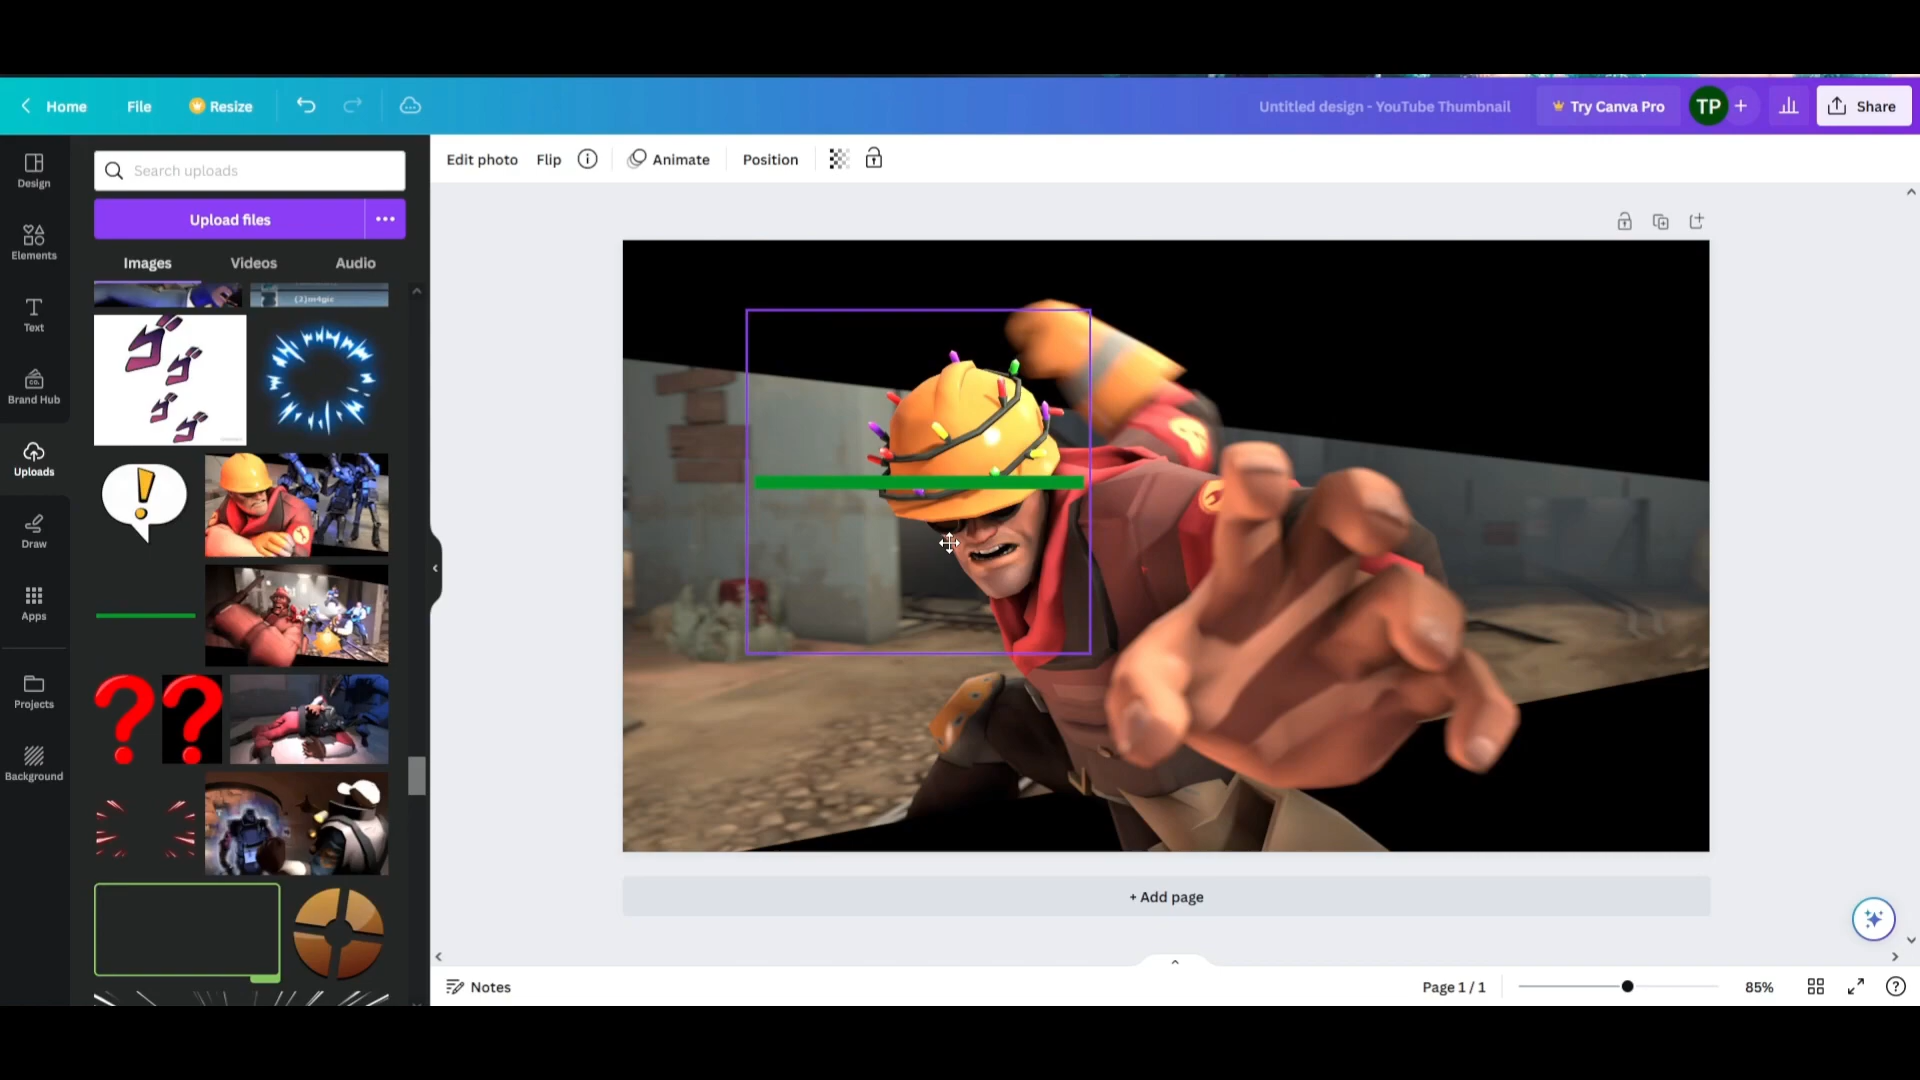 Home File Resize
Untitled design - YouTube Thumbnail Try Canva Pro TP + Share
Search uploads
Upload files
Images Videos Audio
(2)m4gic
Design
Elements
Text
Brand Hub
Uploads
Draw
Apps
Projects
Background
Edit photo Flip Animate Position
+ Add page
Notes
Page 1 / 1 85%